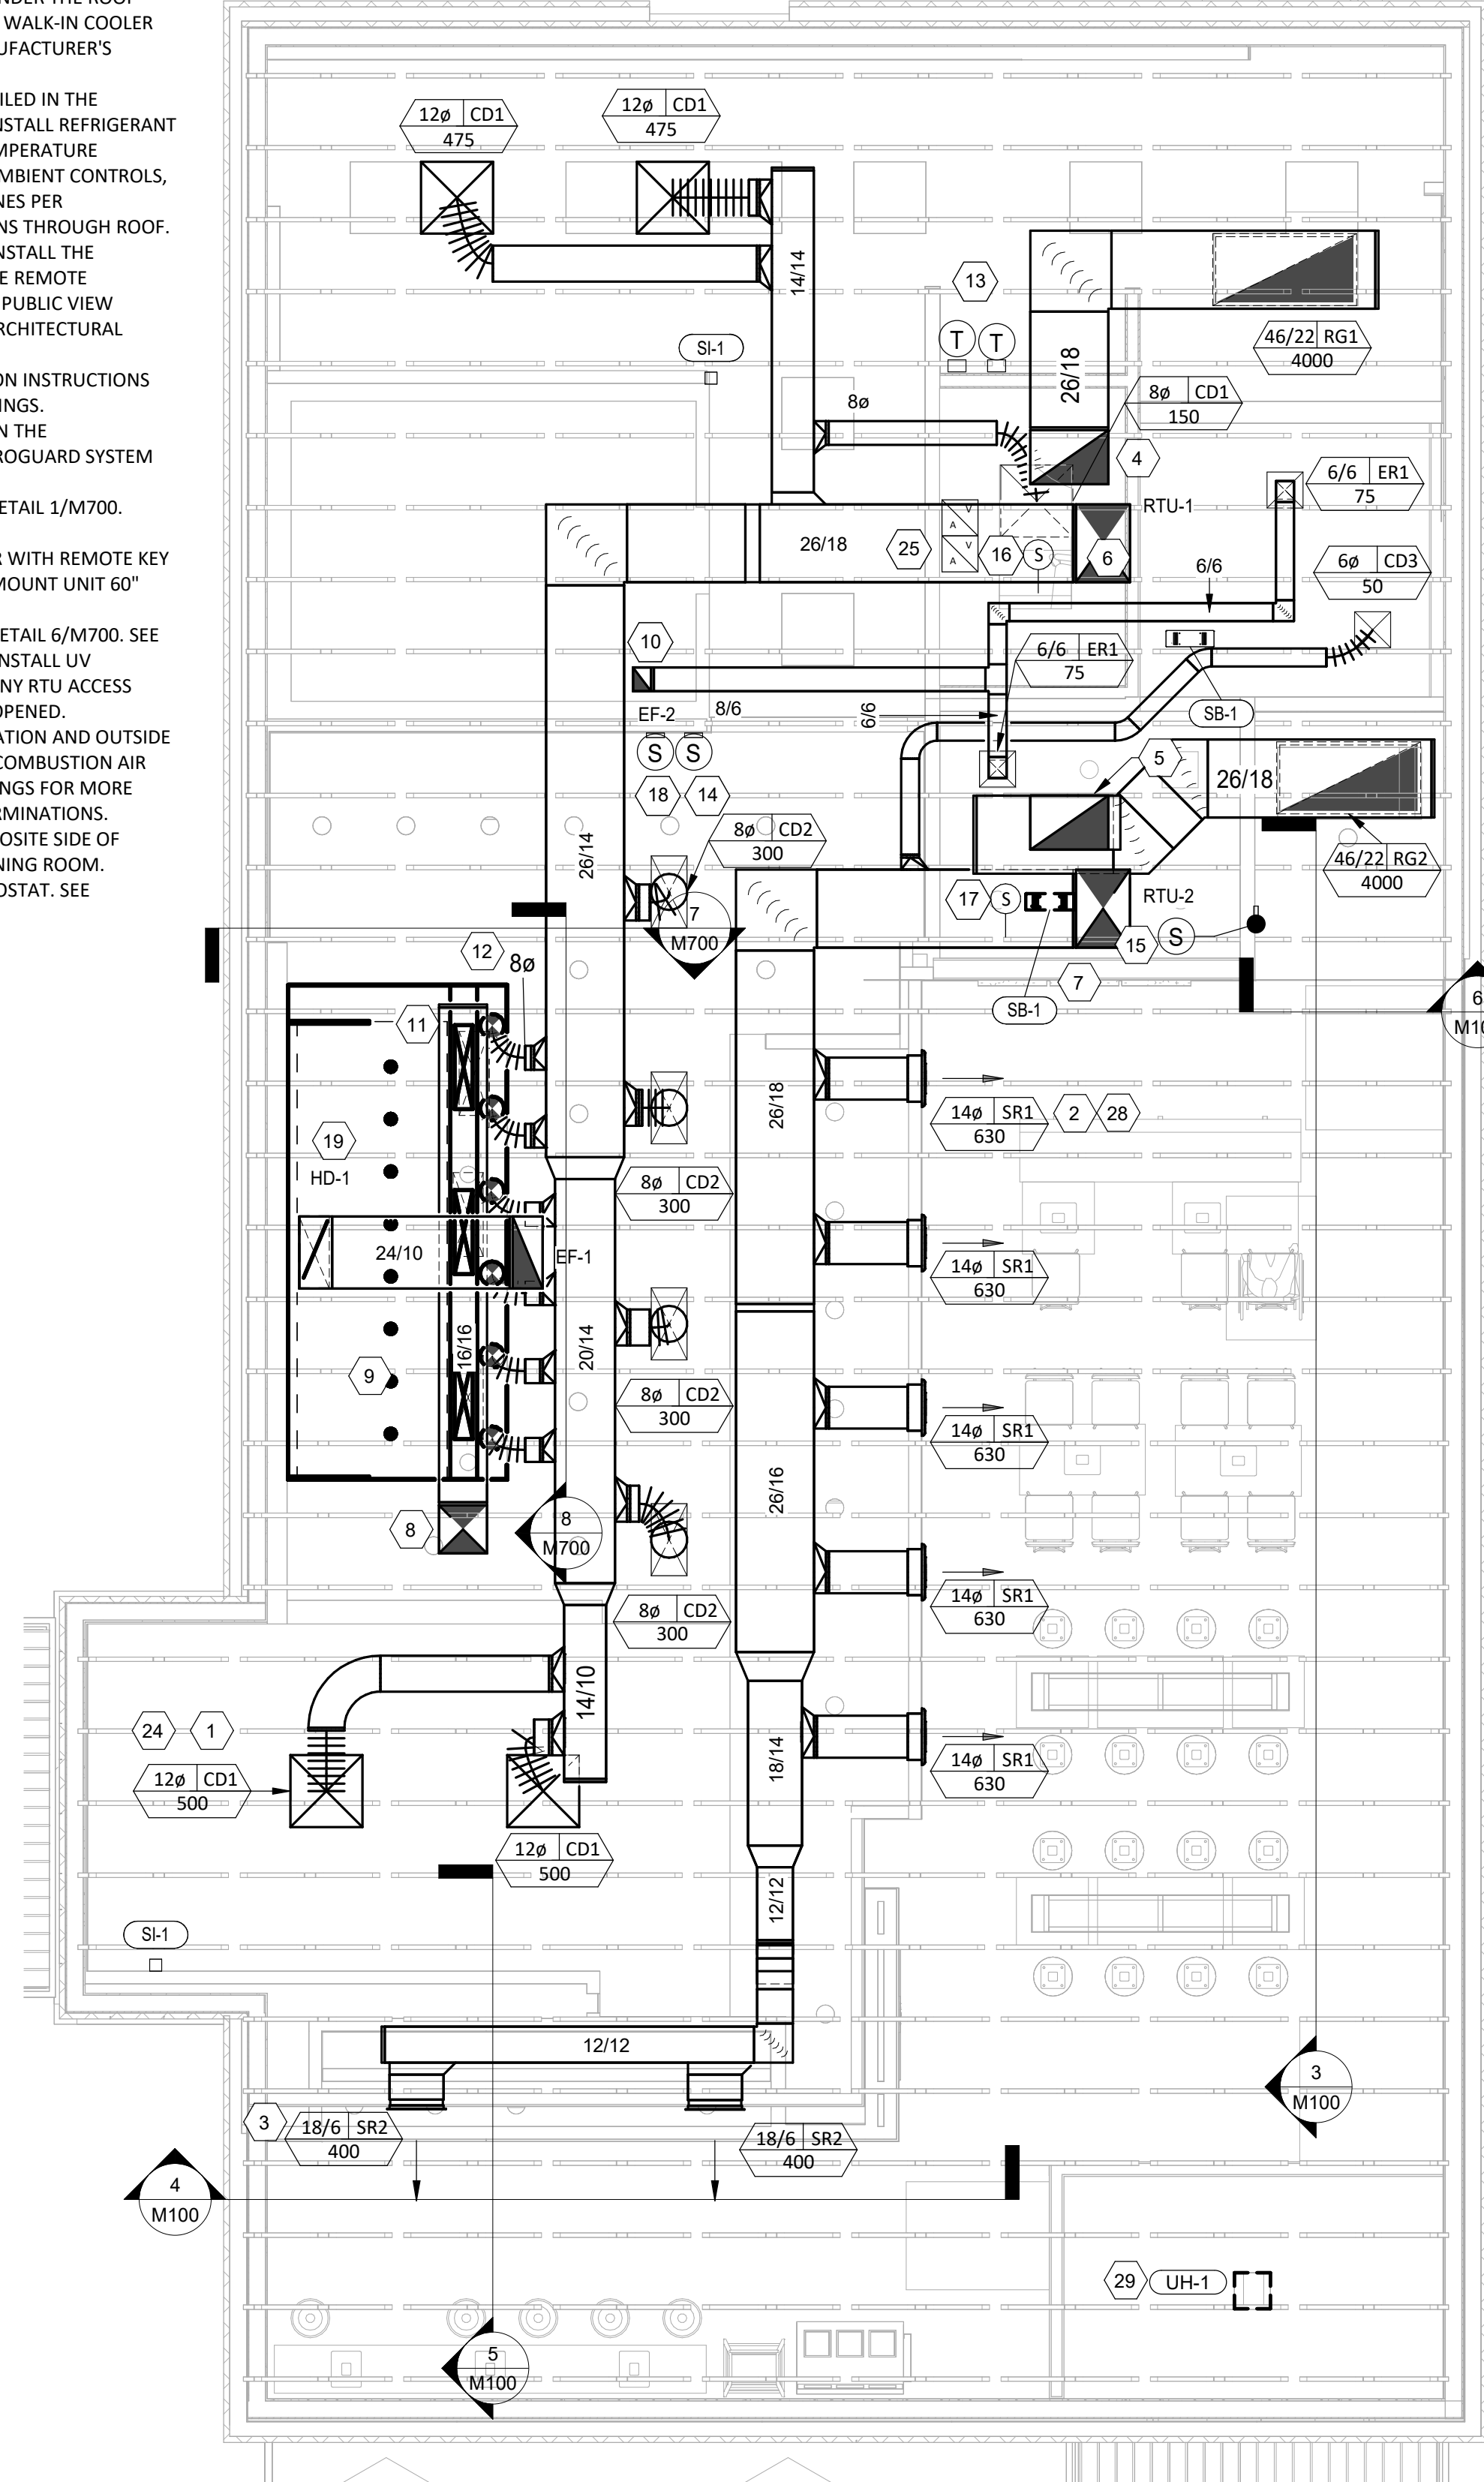 NDER THE ROOF
WALK-IN COOLER
UFACTURER'S
ILED IN THE
NSTALL REFRIGERANT
MPERATURE
MBIENT CONTROLS,
NES PER
NS THROUGH ROOF.
NSTALL THE
E REMOTE
PUBLIC VIEW
RCHITECTURAL
ON INSTRUCTIONS
INGS.
N THE
ROGUARD SYSTEM
ETAIL 1/M700.
R WITH REMOTE KEY
MOUNT UNIT 60"
ETAIL 6/M700. SEE
INSTALL UV
NY RTU ACCESS
OPENED.
ATION AND OUTSIDE
COMBUSTION AIR
INGS FOR MORE
RMINATIONS.
OSITE SIDE OF
NING ROOM.
OSTAT. SEE
12ø CD1
475
12ø CD1
475
14/14
13
T T
SI-1
26/18
46/22 RG1
4000
8ø
8ø CD1
150
4
6/6 ER1
75
RTU-1
26/18
25
V
A
V
A
16
S
6
6/6
6ø CD3
50
10
6/6 ER1
75
EF-2
8/6
6/6
SB-1
S S
18 14
5
26/18
26/14
8ø CD2
300
46/22 RG2
4000
7
M700
17 S
RTU-2
15 S
12
8ø
SB-1
7
6
M10
11
26/18
14ø SR1
630
2 28
19
HD-1
8ø CD2
300
24/10
EF-1
14ø SR1
630
16/16
20/14
9
8ø CD2
300
14ø SR1
630
26/16
8
8
M700
14ø SR1
630
8ø CD2
300
14/10
24 1
18/14
14ø SR1
630
12ø CD1
500
12ø CD1
500
12/12
SI-1
12/12
3
M100
3
18/6 SR2
400
18/6 SR2
400
4
M100
29 UH-1
5
M100